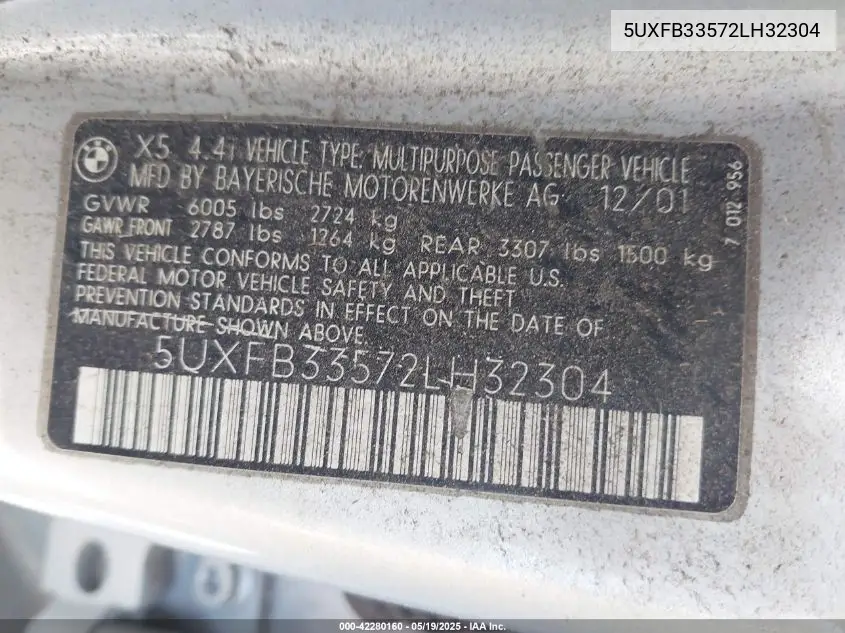 5UXFB33572LH32304
X5 4.4i VEHICLE TYPE: MULTIPURPOSE PASSENGER VEHICLE
MFD BY BAYERISCHE MOTORENWERKE AG 12/01
GVWR 6005 lbs 2724 kg
GAWR FRONT 2787 lbs 1264 kg REAR 3307 lbs 1500 kg
THIS VEHICLE CONFORMS TO ALL APPLICABLE U.S.
FEDERAL MOTOR VEHICLE SAFETY AND THEFT
PREVENTION STANDARDS IN EFFECT ON THE DATE OF
MANUFACTURE SHOWN ABOVE.
5UXFB33572LH32304
7 012 956
000-42280160 - 05/19/2025 - IAA Inc.